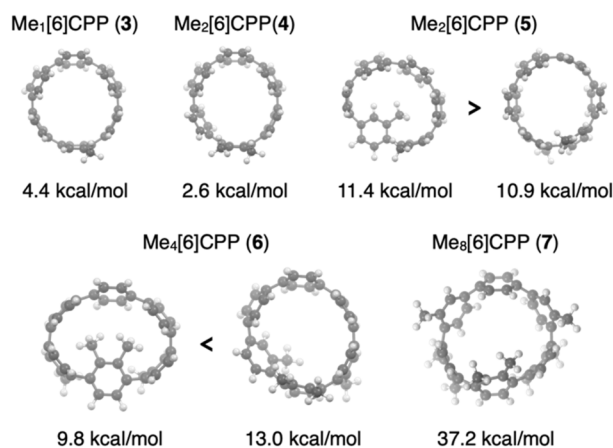 Me₁[6]CPP (3) Me₂[6]CPP(4) Me₂[6]CPP (5)
>
4.4 kcal/mol 2.6 kcal/mol 11.4 kcal/mol 10.9 kcal/mol
Me₄[6]CPP (6) Me₈[6]CPP (7)
<
9.8 kcal/mol 13.0 kcal/mol 37.2 kcal/mol